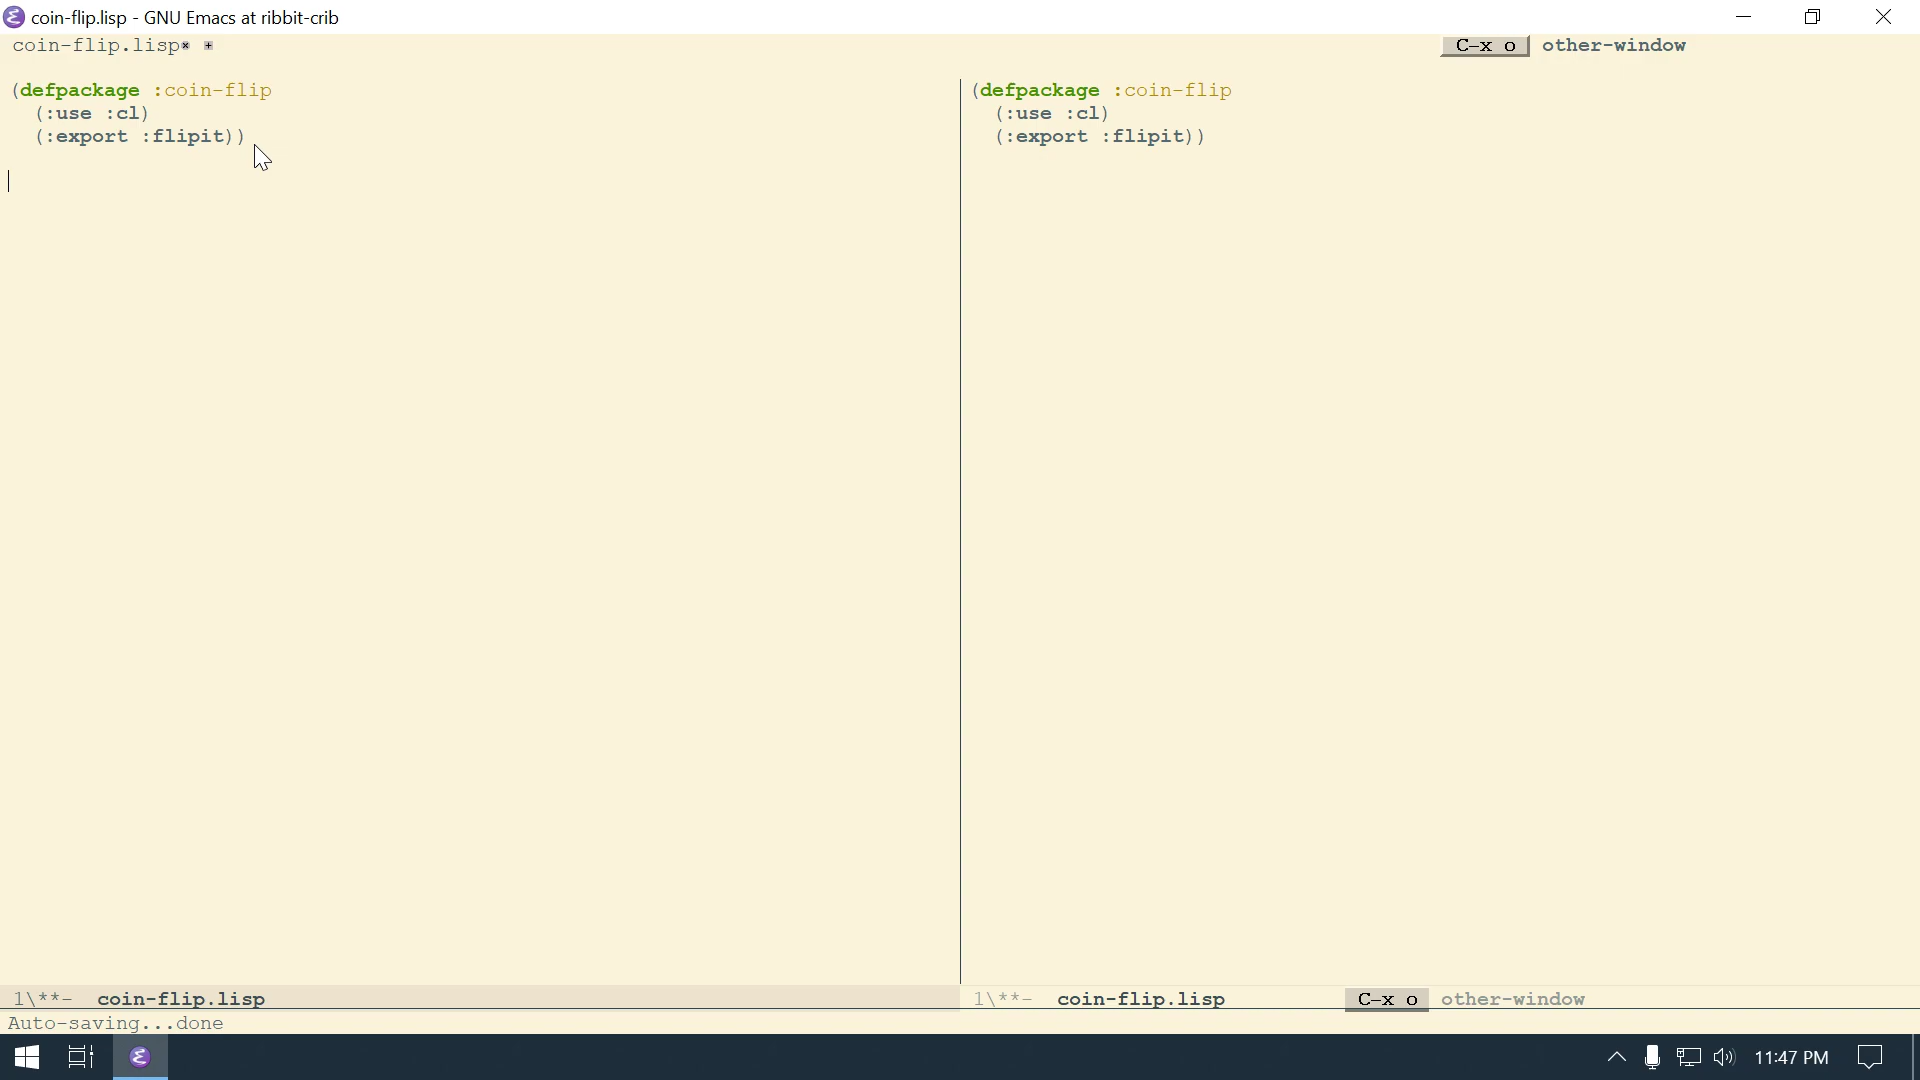 coin-flip.lisp - GNU Emacs at ribbit-crib
coin-flip.lisp
C-x o other-window
(defpackage :coin-flip
(:use :cl)
(:export :flipit))
(defpackage :coin-flip
(:use :cl)
(:export :flipit))
1\**- coin-flip.lisp
1\**- coin-flip.lisp C-x o other-window
Auto-saving...done
11:47 PM